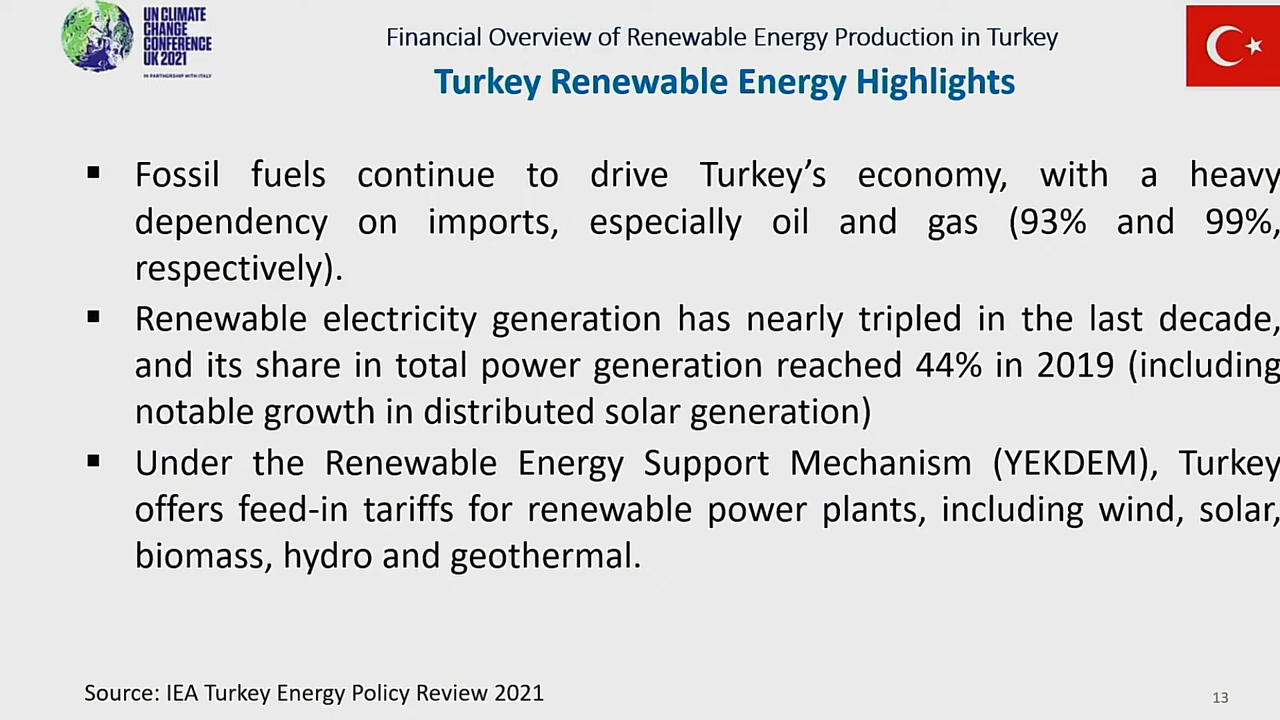 UN CLIMATE
CHANGE
CONFERENCE
UK 2021
IN PARTNERSHIP WITH ITALY
Financial Overview of Renewable Energy Production in Turkey
Turkey Renewable Energy Highlights
▪ Fossil fuels continue to drive Turkey’s economy, with a heavy
dependency on imports, especially oil and gas (93% and 99%,
respectively).
▪ Renewable electricity generation has nearly tripled in the last decade,
and its share in total power generation reached 44% in 2019 (including
notable growth in distributed solar generation)
▪ Under the Renewable Energy Support Mechanism (YEKDEM), Turkey
offers feed-in tariffs for renewable power plants, including wind, solar,
biomass, hydro and geothermal.
Source: IEA Turkey Energy Policy Review 2021
13